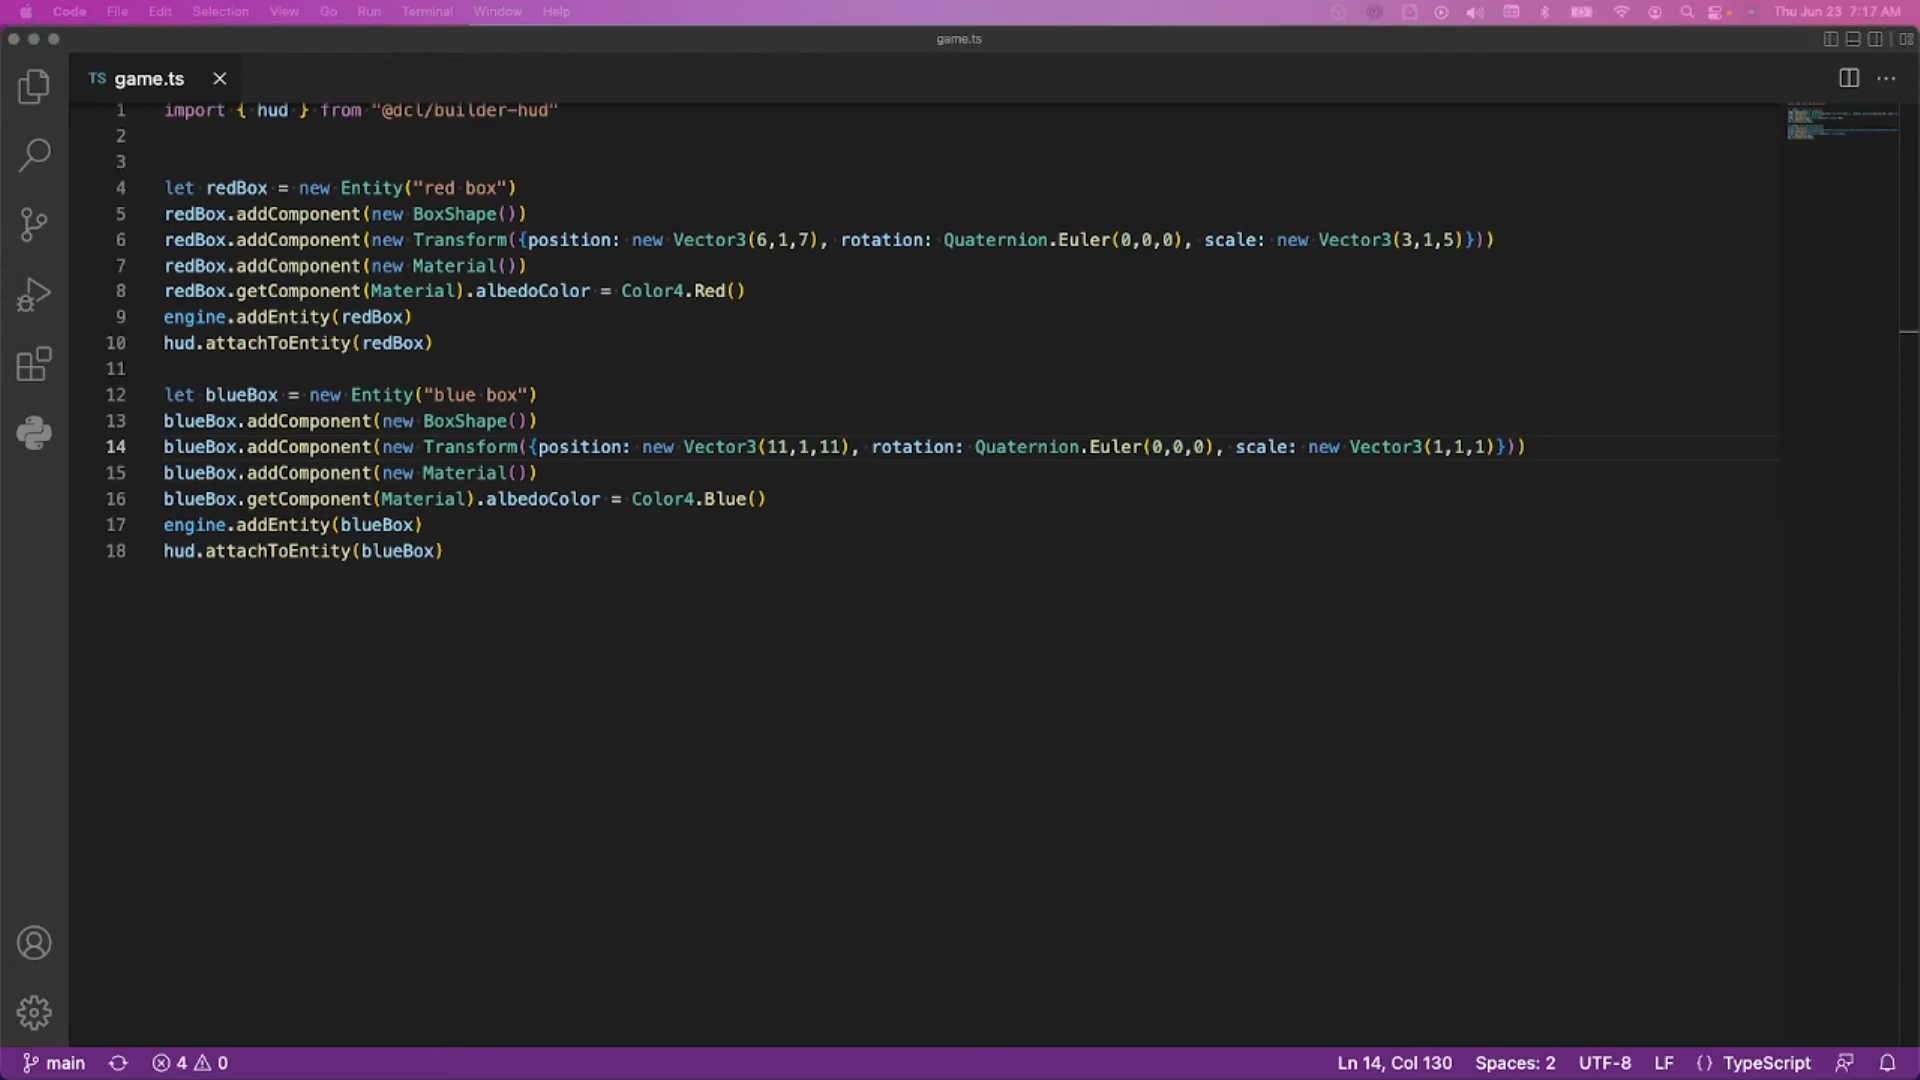 Code File Edit Selection View Go Run Terminal Window Help Thu Jun 23 7:17 AM
game.ts
TS game.ts
1 import { hud } from "@dcl/builder-hud"
2
3
4 let redBox = new Entity("red box")
5 redBox.addComponent(new BoxShape())
6 redBox.addComponent(new Transform({position: new Vector3(6,1,7), rotation: Quaternion.Euler(0,0,0), scale: new Vector3(3,1,5)}))
7 redBox.addComponent(new Material())
8 redBox.getComponent(Material).albedoColor = Color4.Red()
9 engine.addEntity(redBox)
10 hud.attachToEntity(redBox)
11
12 let blueBox = new Entity("blue box")
13 blueBox.addComponent(new BoxShape())
14 blueBox.addComponent(new Transform({position: new Vector3(11,1,11), rotation: Quaternion.Euler(0,0,0), scale: new Vector3(1,1,1)}))
15 blueBox.addComponent(new Material())
16 blueBox.getComponent(Material).albedoColor = Color4.Blue()
17 engine.addEntity(blueBox)
18 hud.attachToEntity(blueBox)
main 4 0 Ln 14, Col 130 Spaces: 2 UTF-8 LF {} TypeScript